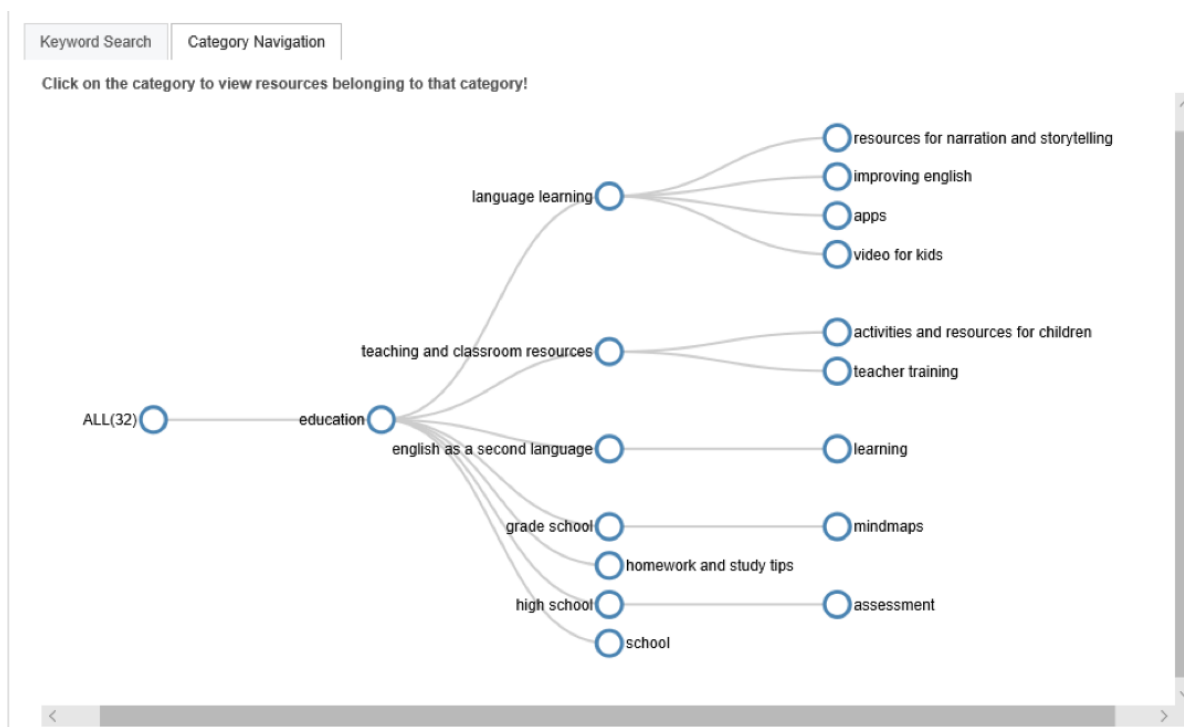 Keyword Search
Category Navigation
Click on the category to view resources belonging to that category!
resources for narration and storytelling
improving english
language learning
apps
video for kids
activities and resources for children
teaching and classroom resources
teacher training
ALL(32)
education
english as a second language
learning
grade school
mindmaps
homework and study tips
high school
assessment
school